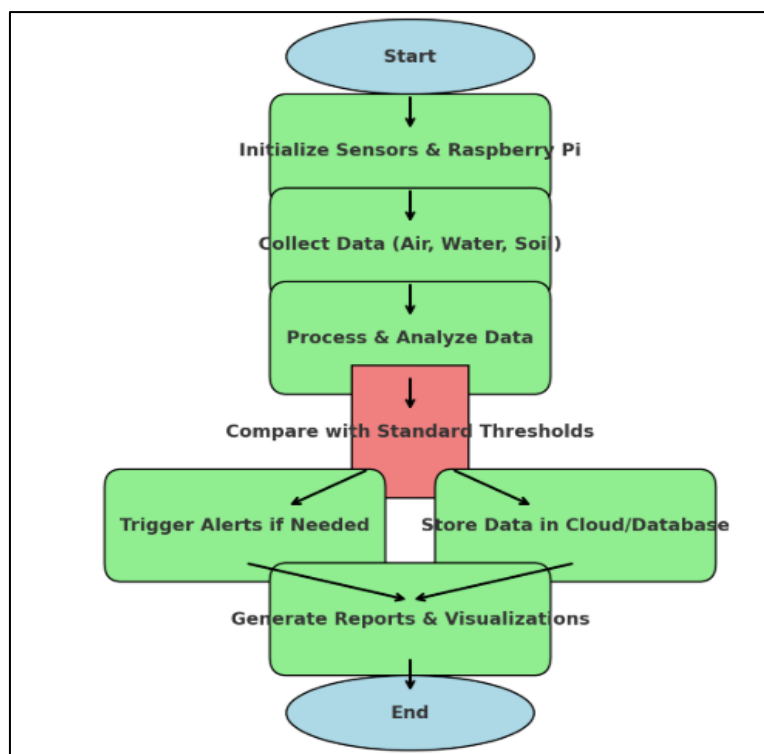 Start
Initialize Sensors & Raspberry Pi
Collect Data (Air, Water, Soil)
Process & Analyze Data
Compare with Standard Thresholds
Trigger Alerts if Needed
Store Data in Cloud/Database
Generate Reports & Visualizations
End